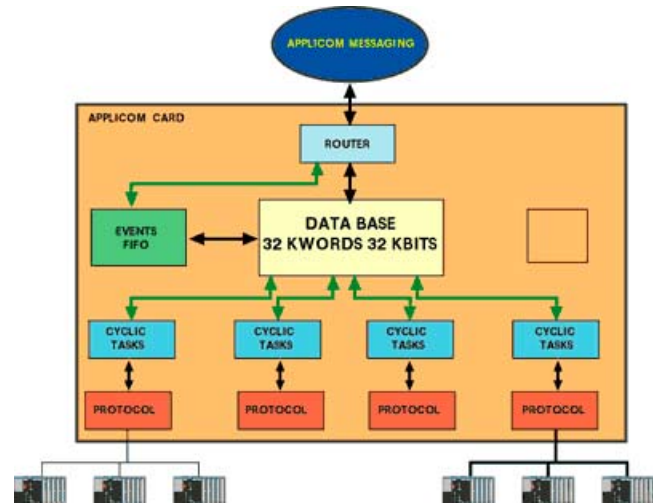 APPLICOM MESSAGING
APPLICOM CARD
ROUTER
EVENTS
FIFO
DATA BASE
32 KWORDS 32 KBITS
CYCLIC
TASKS
CYCLIC
TASKS
CYCLIC
TASKS
CYCLIC
TASKS
PROTOCOL
PROTOCOL
PROTOCOL
PROTOCOL